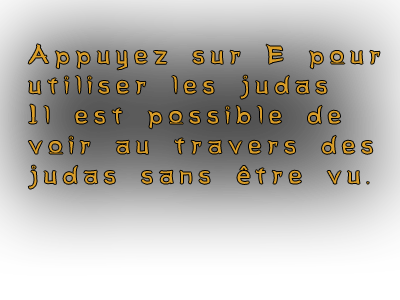 Appuyez sur E pour
utiliser les judas
Il est possible de
voir au travers des
judas sans être vu.